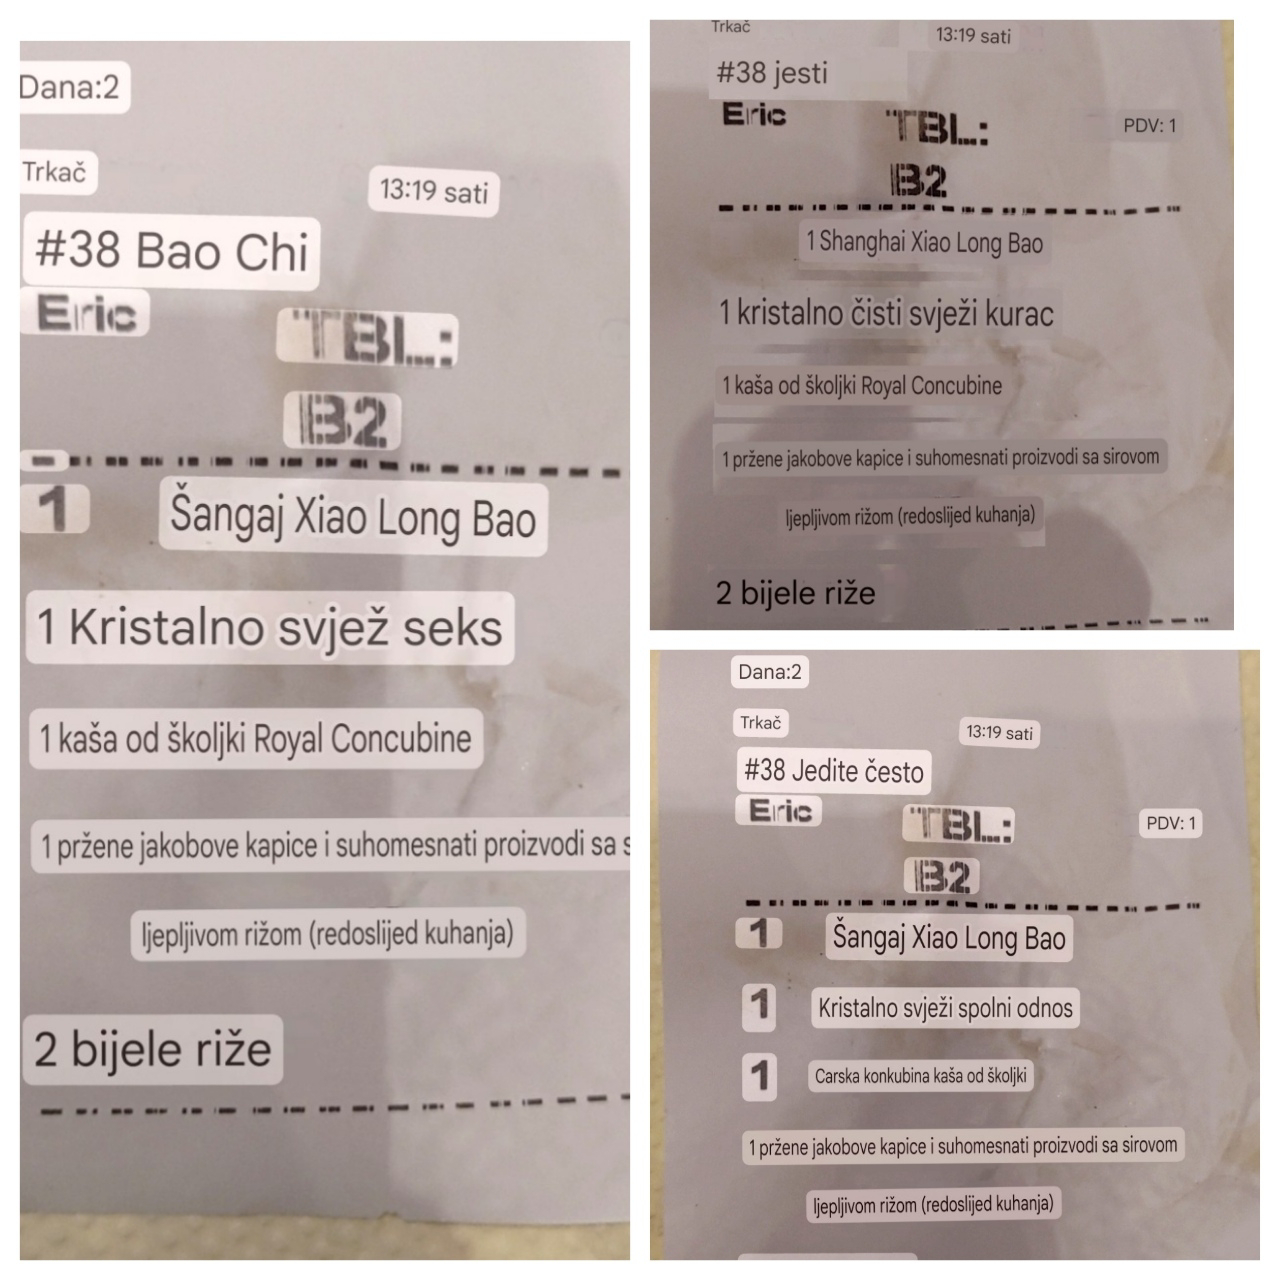 Dana:2
Trkač
13:19 sati
#38 Bao Chi
Eric
TBL:
B2
1 Šangaj Xiao Long Bao
1 Kristalno svjež seks
1 kaša od školjki Royal Concubine
1 pržene jakobove kapice i suhomesnati proizvodi sa s
ljepljivom rižom (redoslijed kuhanja)
2 bijele riže
Trkač
13:19 sati
#38 jesti
Eric
TBL:
PDV: 1
B2
1 Shanghai Xiao Long Bao
1 kristalno čisti svježi kurac
1 kaša od školjki Royal Concubine
1 pržene jakobove kapice i suhomesnati proizvodi sa sirovom
ljepljivom rižom (redoslijed kuhanja)
2 bijele riže
Dana:2
Trkač
13:19 sati
#38 Jedite često
Eric
TBL:
PDV: 1
B2
1 Šangaj Xiao Long Bao
1 Kristalno svježi spolni odnos
1 Carska konkubina kaša od školjki
1 pržene jakobove kapice i suhomesnati proizvodi sa sirovom
ljepljivom rižom (redoslijed kuhanja)